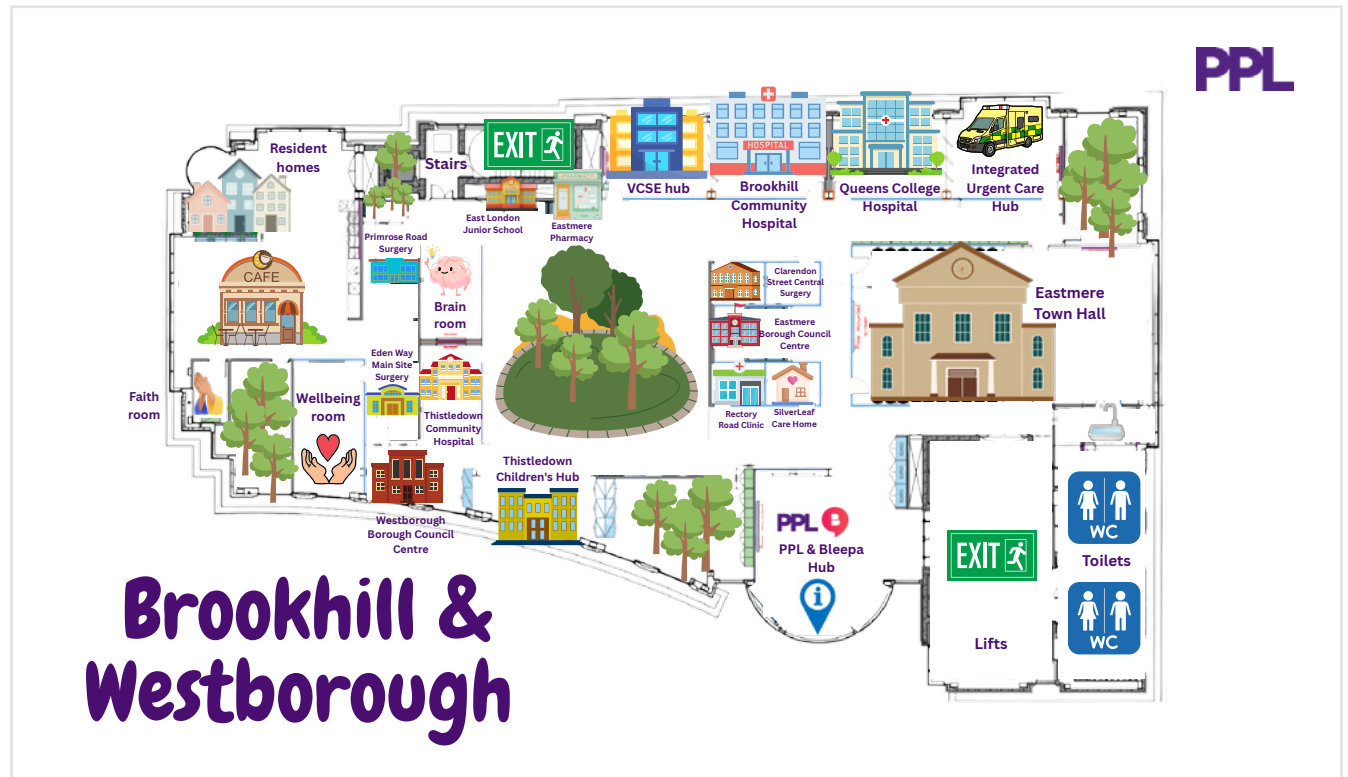 PPL
Resident
homes
Stairs
EXIT
VCSE hub
HOSPITAL
Brookhill
Community
Hospital
Queens College
Hospital
Integrated
Urgent Care
Hub
East London
Junior School
Eastmere
Pharmacy
Primrose Road
Surgery
CAFE
Brain
room
Clarendon
Street Central
Surgery
Eastmere
Borough Council
Centre
Eastmere
Town Hall
Eden Way
Main Site
Surgery
Faith
room
Wellbeing
room
Thistledown
Community
Hospital
Rectory
Road Clinic
SilverLeaf
Care Home
Thistledown
Children's Hub
Westborough
Borough Council
Centre
PPL B
PPL & Bleepa
Hub
i
EXIT
Lifts
WC
Toilets
WC
Brookhill &
Westborough